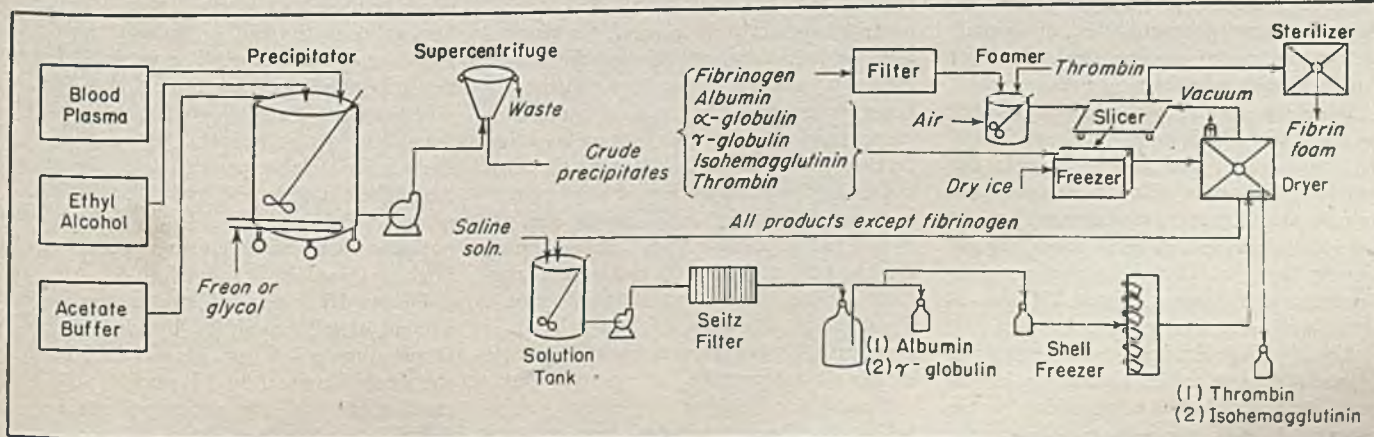 Precipitator
Supercentrifuge
Sterilizer
Blood
Plasma
Ethyl
Alcohol
Acetate
Buffer
Freon or
glycol
Waste
Crude
precipitates
Fibrinogen
Albumin
α-globulin
γ-globulin
Isohemagglutinin
Thrombin
Filter
Foamer
Thrombin
Air
Slicer
Vacuum
Fibrin
foam
Dry ice
Freezer
Dryer
All products except fibrinogen
Saline
soln.
Solution
Tank
Seitz
Filter
(1) Albumin
(2) γ-globulin
Shell
Freezer
(1) Thrombin
(2) Isohemagglutinin